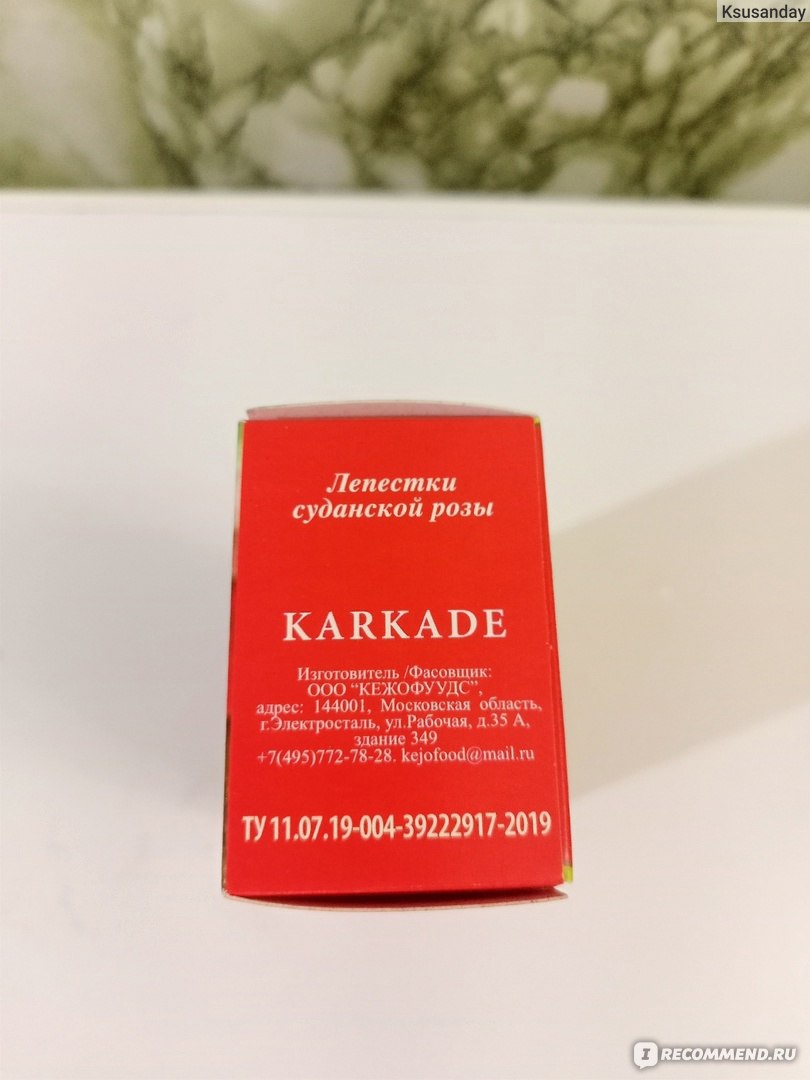 Ksusanday
Лепестки
суданской розы
KARKADE
Изготовитель /Фасовщик:
ООО “КЕЖОФУУДС”,
адрес: 144001, Московская область,
г.Электросталь, ул.Рабочая, д.35 А,
здание 349
+7(495)772-78-28. kejofood@mail.ru
ТУ 11.07.19-004-39222917-2019
I RECOMMEND.RU